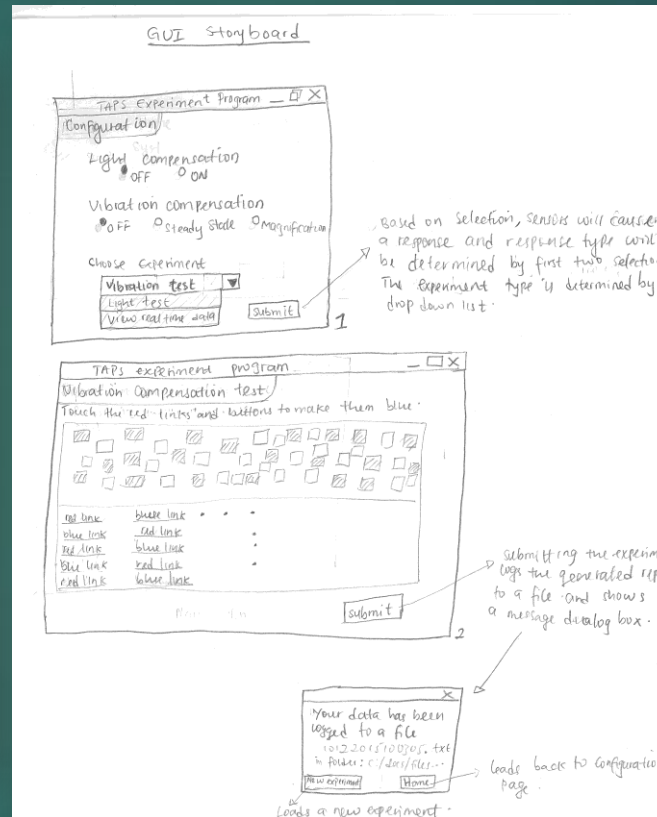 GUI Storyboard
TAPS Experiment Program
Configuration
Light compensation
OFF ON
Vibration compensation
OFF Steady State Magnification
Choose Experiment
Vibration test
Light test
View real time data
Submit
1
Based on selection, sensors will cause
a response and response type will
be determined by first two selection
The experiment type is determined by
drop down list.
TAPS experiment program
Vibration Compensation test
Touch the red links and buttons to make them blue.
red link blue link
blue link red link
red link blue link
blue link red link
red link blue link
submit
2
Submitting the experim
logs the generated rep
to a file and shows
a message dialog box.
Your data has been
logged to a file
.txt
in folder: c:/docs/files...
New experiment Home
Leads back to Configuratio
page.
Loads a new experiment.